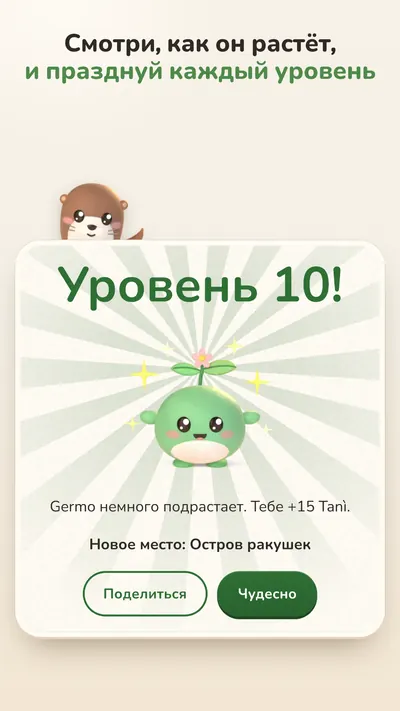 Смотри, как он растёт,
и празднуй каждый уровень
Уровень 10!
Germo немного подрастает. Тебе +15 Tanì.
Новое место: Остров ракушек
Поделиться
Чудесно